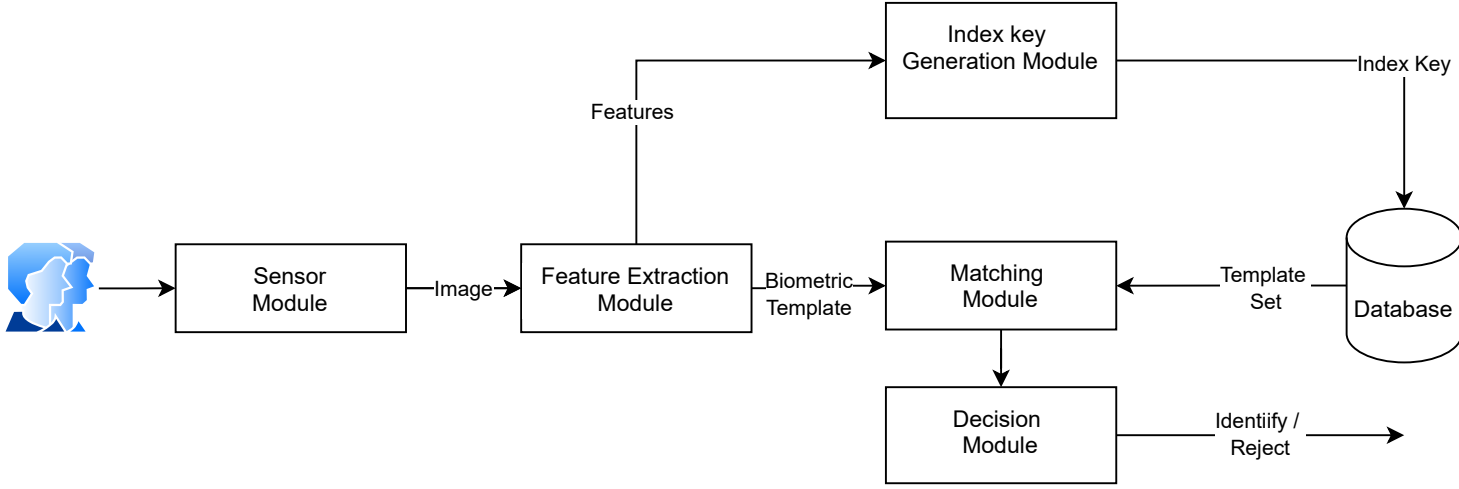 Index key
Generation Module
Index Key
Features
Sensor
Module
Image
Feature Extraction
Module
Biometric
Template
Matching
Module
Template
Set
Database
Decision
Module
Identiify /
Reject